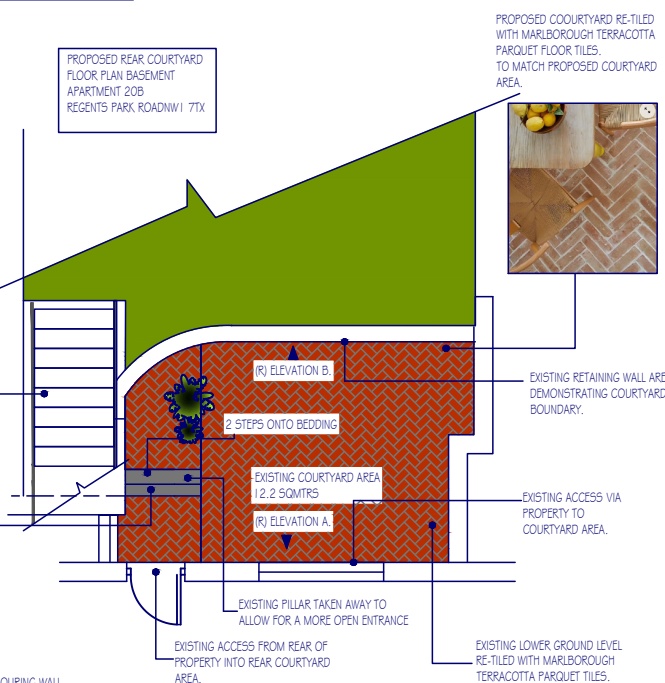 PROPOSED COOURTYARD RE-TILED
WITH MARLBOROUGH TERRACOTTA
PARQUET FLOOR TILES.
TO MATCH PROPOSED COURTYARD
AREA.
PROPOSED REAR COURTYARD
FLOOR PLAN BASEMENT
APARTMENT 20B
REGENTS PARK ROADNW1 7TX
(R) ELEVATION B.
EXISTING RETAINING WALL ARE
DEMONSTRATING COURTYARD
BOUNDARY.
2 STEPS ONTO BEDDING
EXISTING COURTYARD AREA
12.2 SQMTRS
(R) ELEVATION A.
EXISTING ACCESS VIA
PROPERTY TO
COURTYARD AREA.
EXISTING PILLAR TAKEN AWAY TO
ALLOW FOR A MORE OPEN ENTRANCE
EXISTING ACCESS FROM REAR OF
PROPERTY INTO REAR COURTYARD
AREA.
EXISTING LOWER GROUND LEVEL
RE-TILED WITH MARLBOROUGH
TERRACOTTA PARQUET TILES.